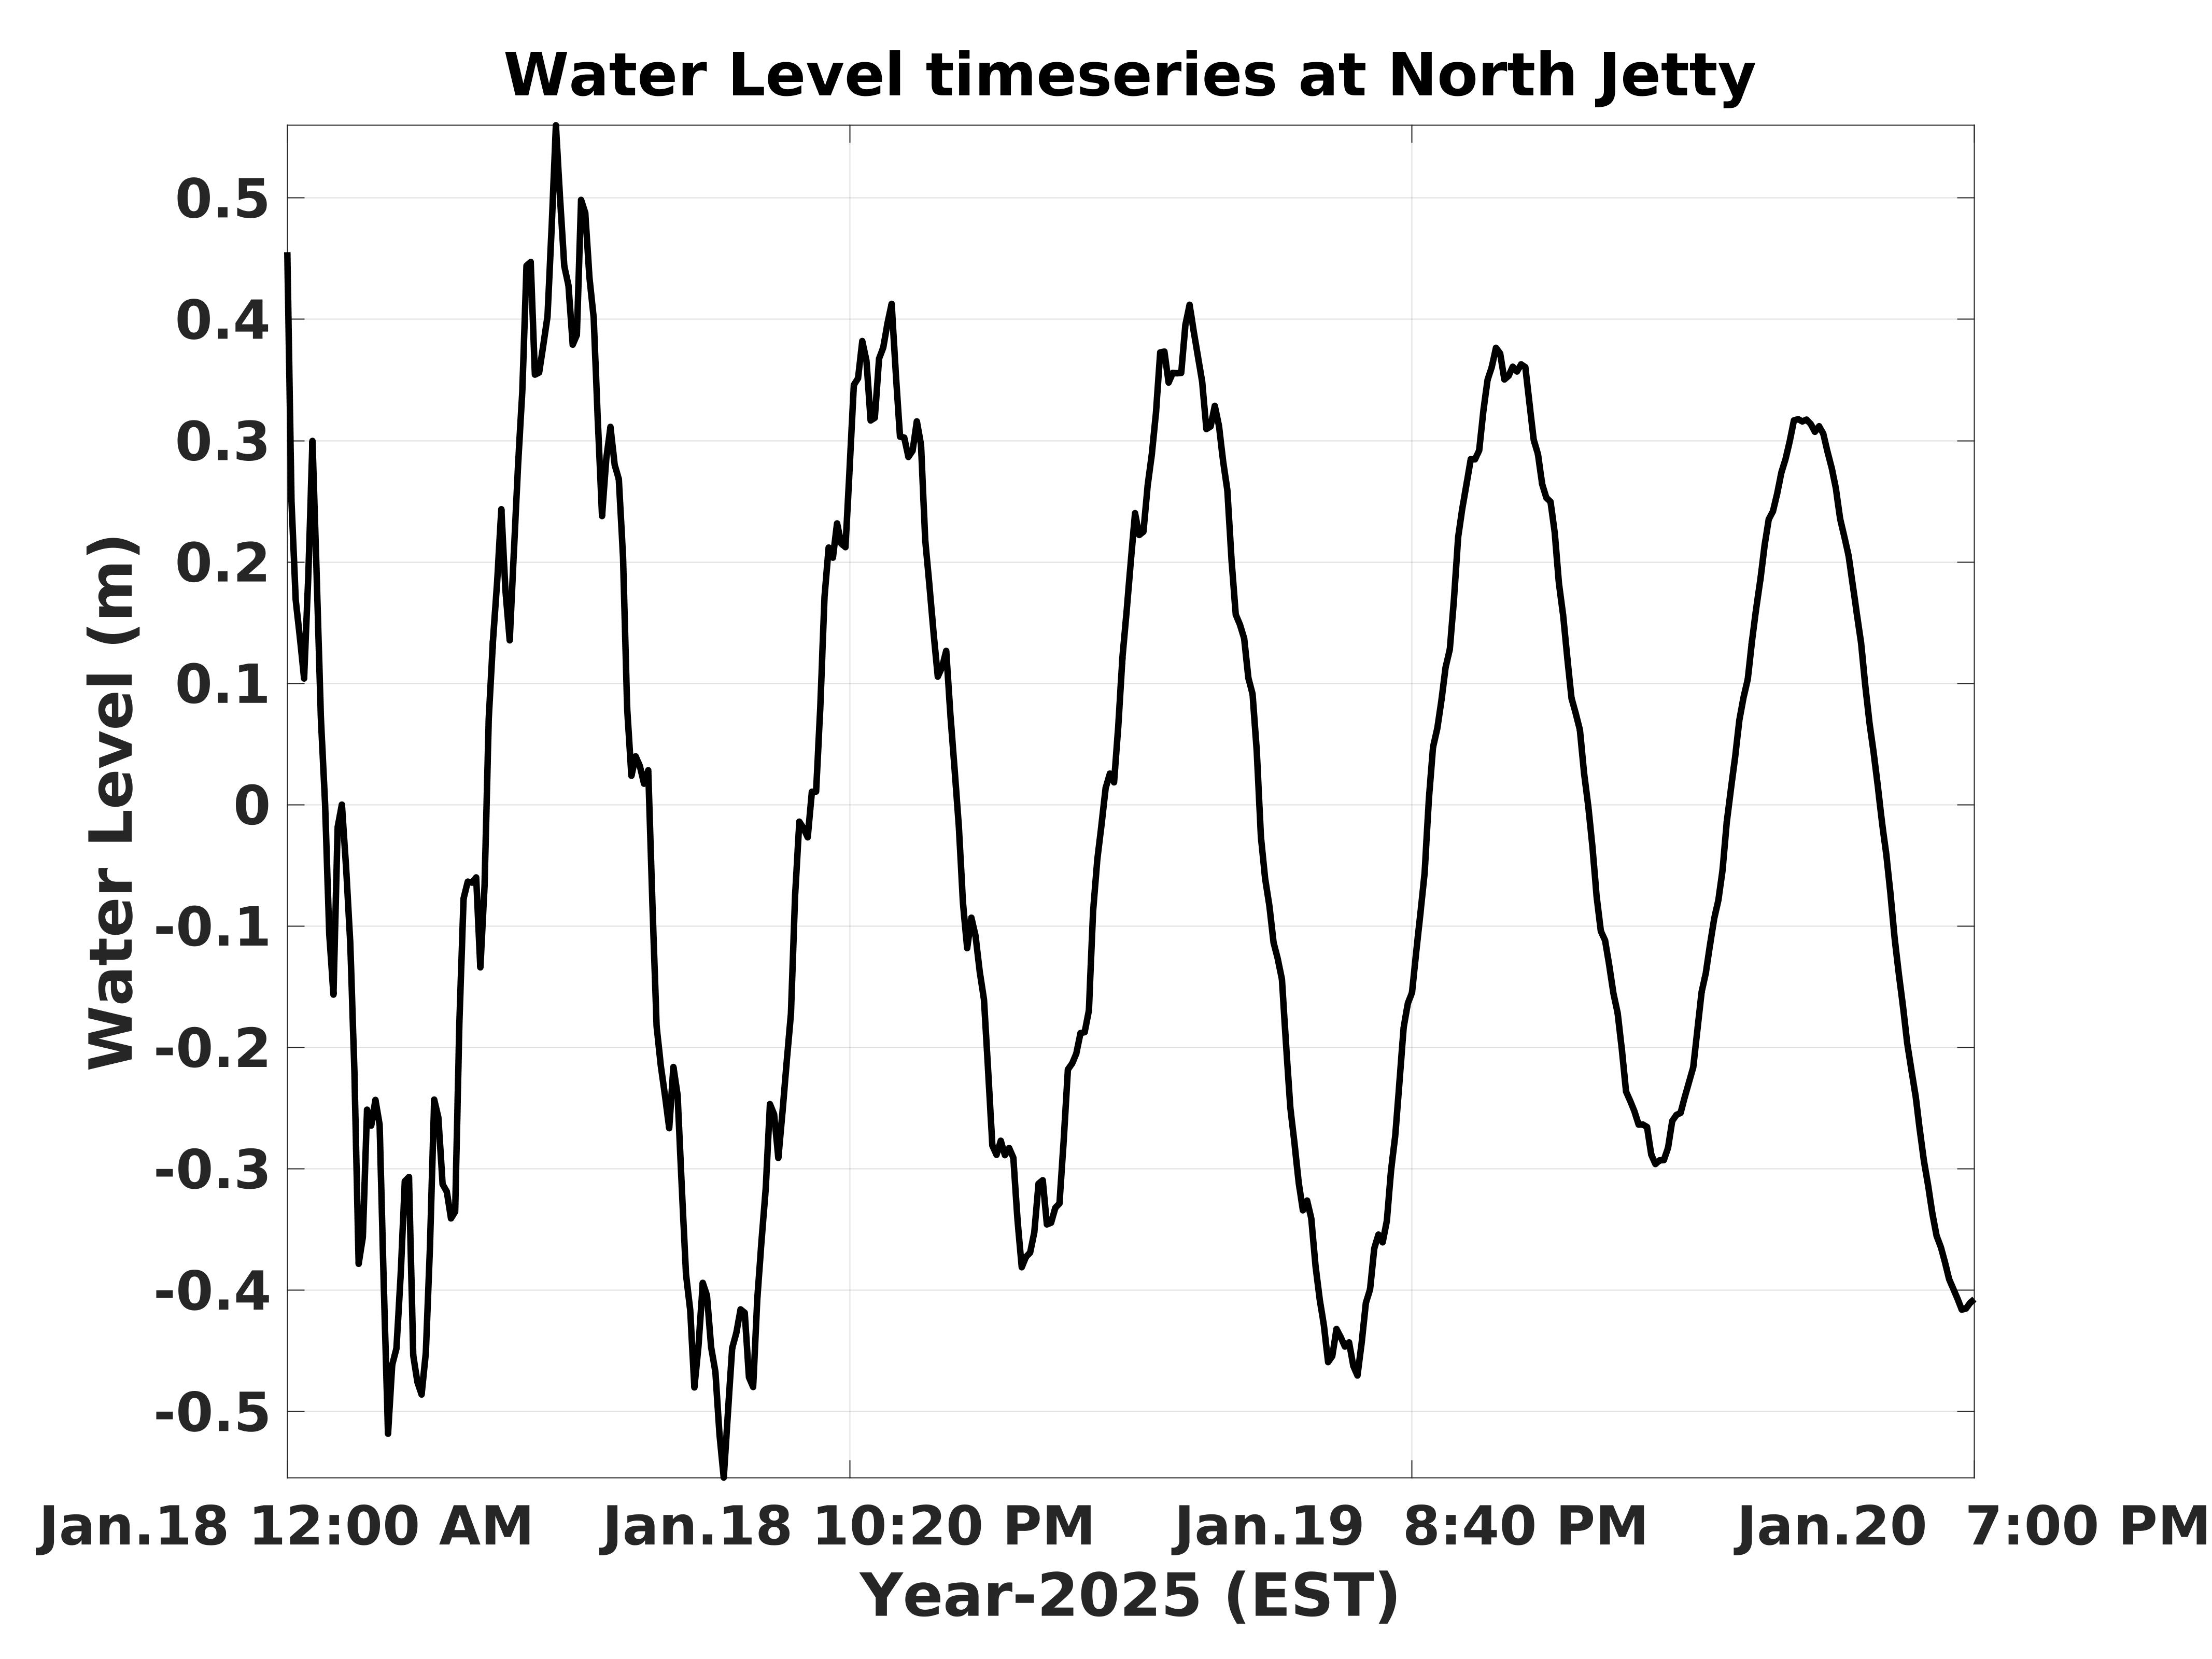 Water Level timeseries at North Jetty
Water Level (m)
0.5
0.4
0.3
0.2
0.1
0
-0.1
-0.2
-0.3
-0.4
-0.5
Jan.18 12:00 AM Jan.18 10:20 PM Jan.19 8:40 PM Jan.20 7:00 PM
Year-2025 (EST)